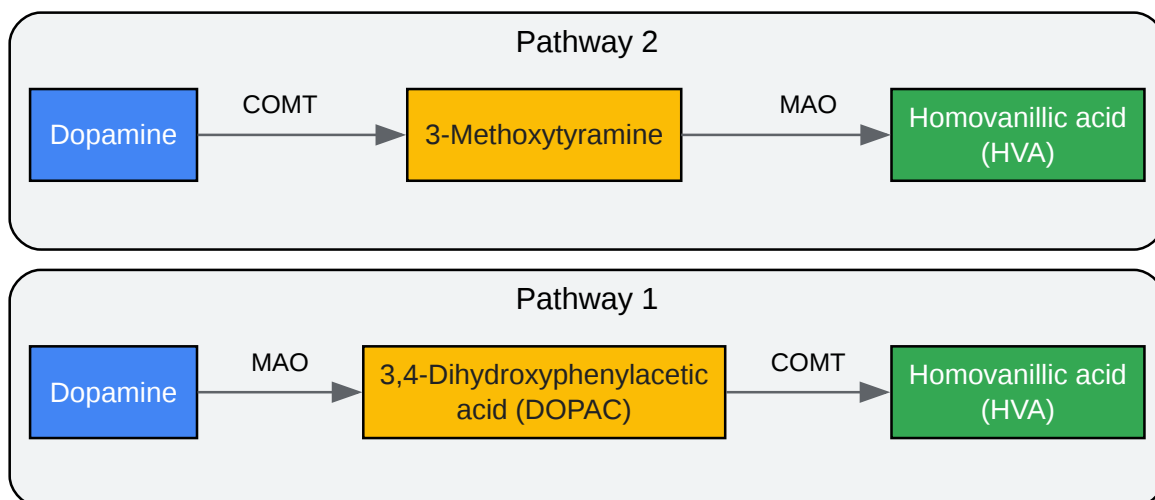 Pathway 2
COMT
MAO
Dopamine
3-Methoxytyramine
Homovanillic acid
(HVA)
Pathway 1
MAO
COMT
Dopamine
3,4-Dihydroxyphenylacetic
acid (DOPAC)
Homovanillic acid
(HVA)